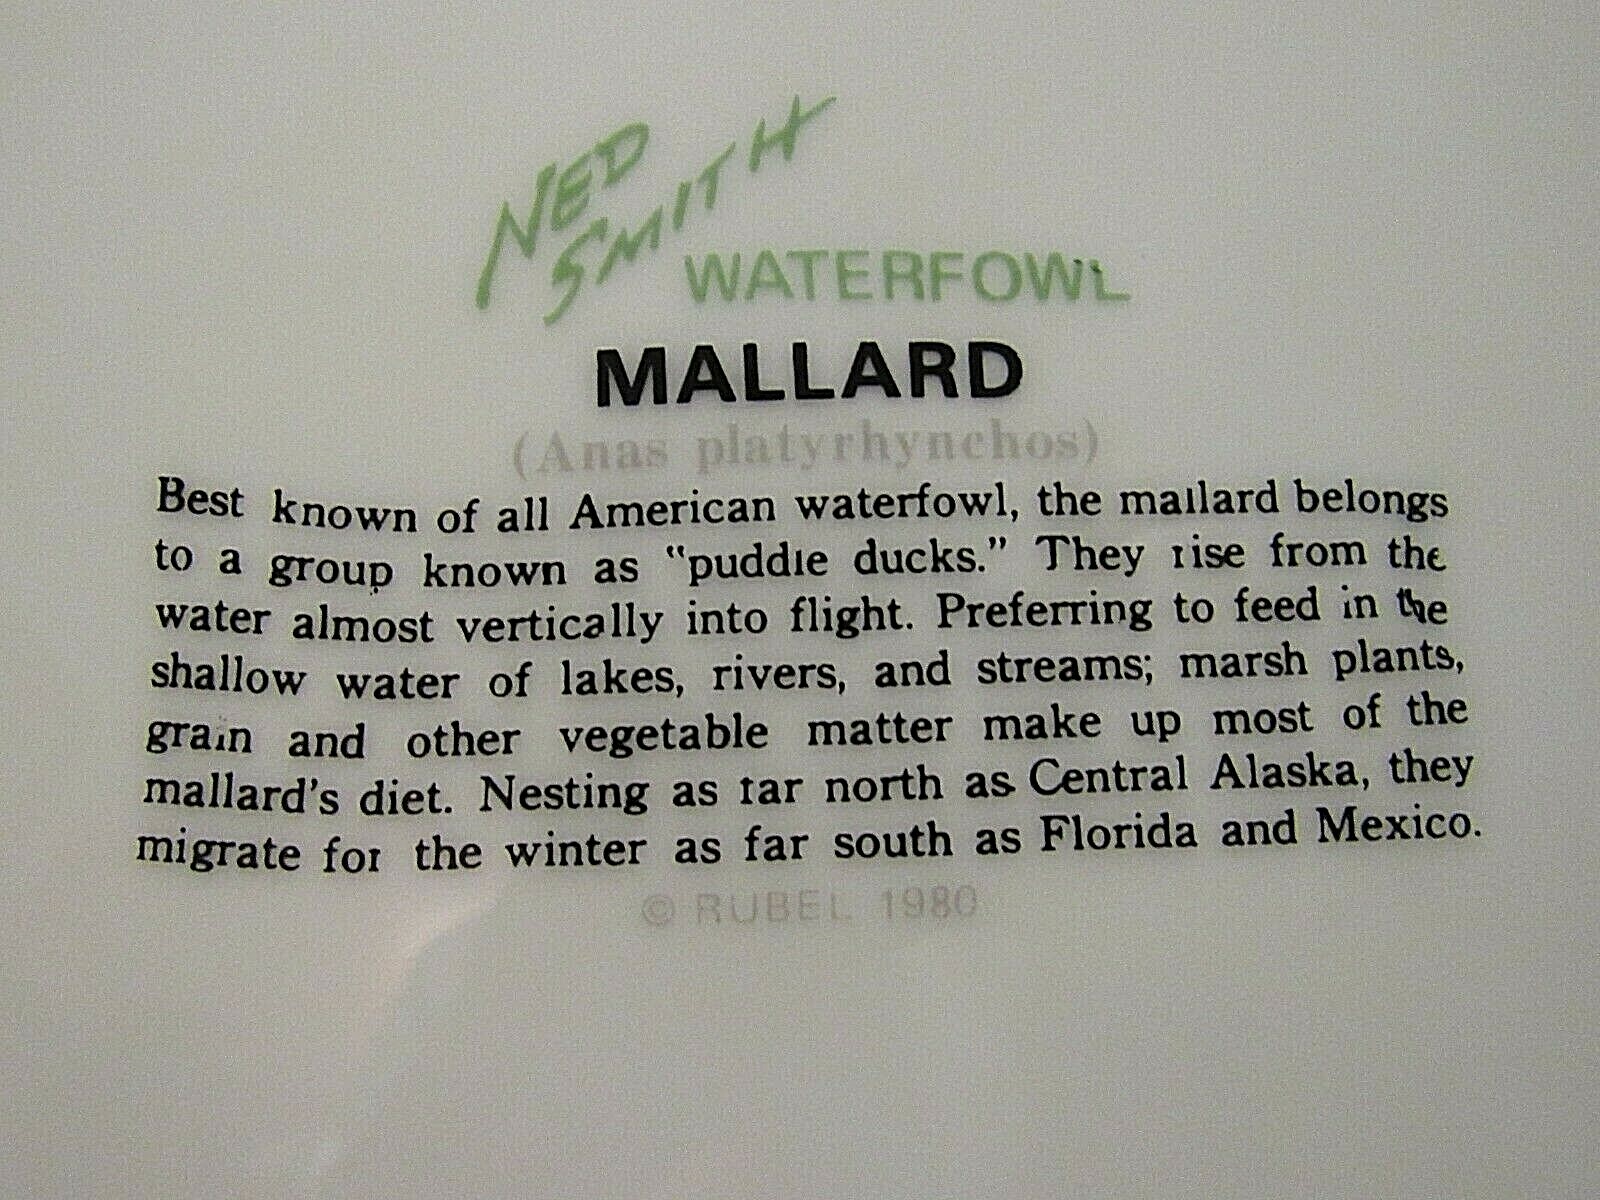 NED
SMITH
WATERFOWL
MALLARD
(Anas platyrhynchos)
Best known of all American waterfowl, the mallard belongs
to a group known as "puddle ducks." They rise from the
water almost vertically into flight. Preferring to feed in the
shallow water of lakes, rivers, and streams; marsh plants,
grain and other vegetable matter make up most of the
mallard's diet. Nesting as far north as Central Alaska, they
migrate for the winter as far south as Florida and Mexico.
© RUBEL 1980